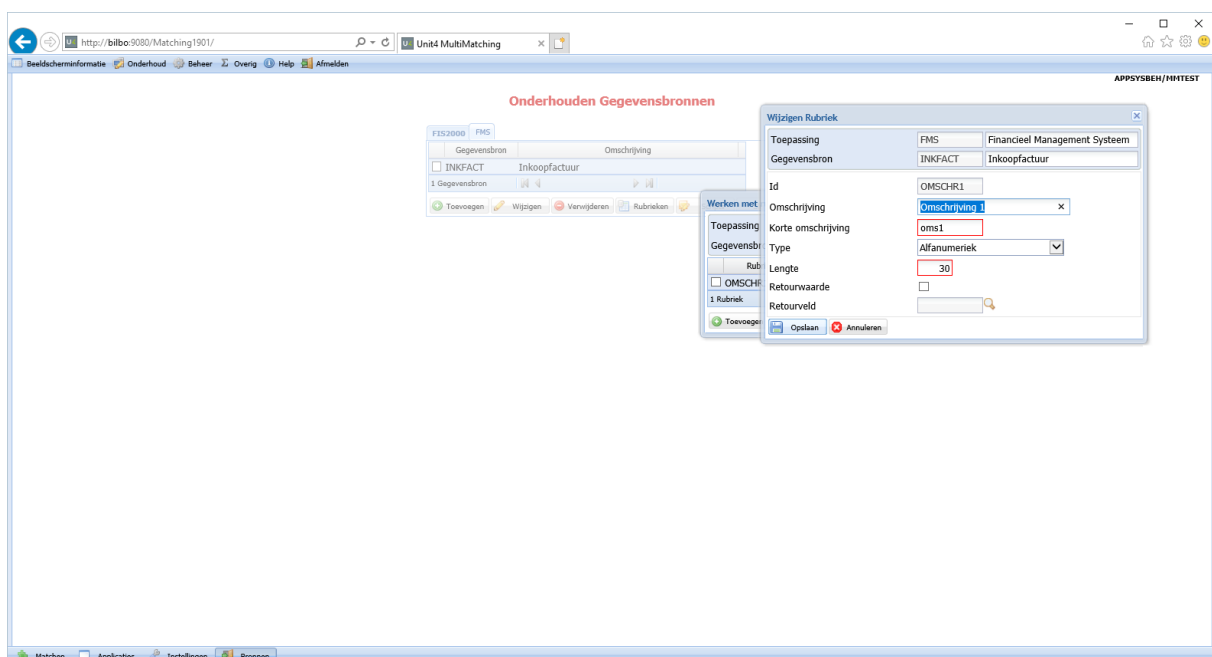 http://bilbo:9080/Matching1901/
Unit4 MultiMatching
Beeldscherminformatie Onderhoud Beheer Σ Overig Help Afmelden
APPSYSBEH/MMTEST
Onderhouden Gegevensbronnen
FIS2000 FMS
Gegevensbron Omschrijving
INKFACT Inkoopfactuur
1 Gegevensbron
Toevoegen Wijzigen Verwijderen Rubrieken
Werken met
Toepassing
Gegevensbr
Rub
OMSCHR
1 Rubriek
Toevoegen
Wijzigen Rubriek
Toepassing FMS Financieel Management Systeem
Gegevensbron INKFACT Inkoopfactuur
Id OMSCHR1
Omschrijving Omschrijving 1
Korte omschrijving oms1
Type Alfanumeriek
Lengte 30
Retourwaarde
Retourveld
Opslaan Annuleren
Matchen Applicaties Instellingen Bronnen